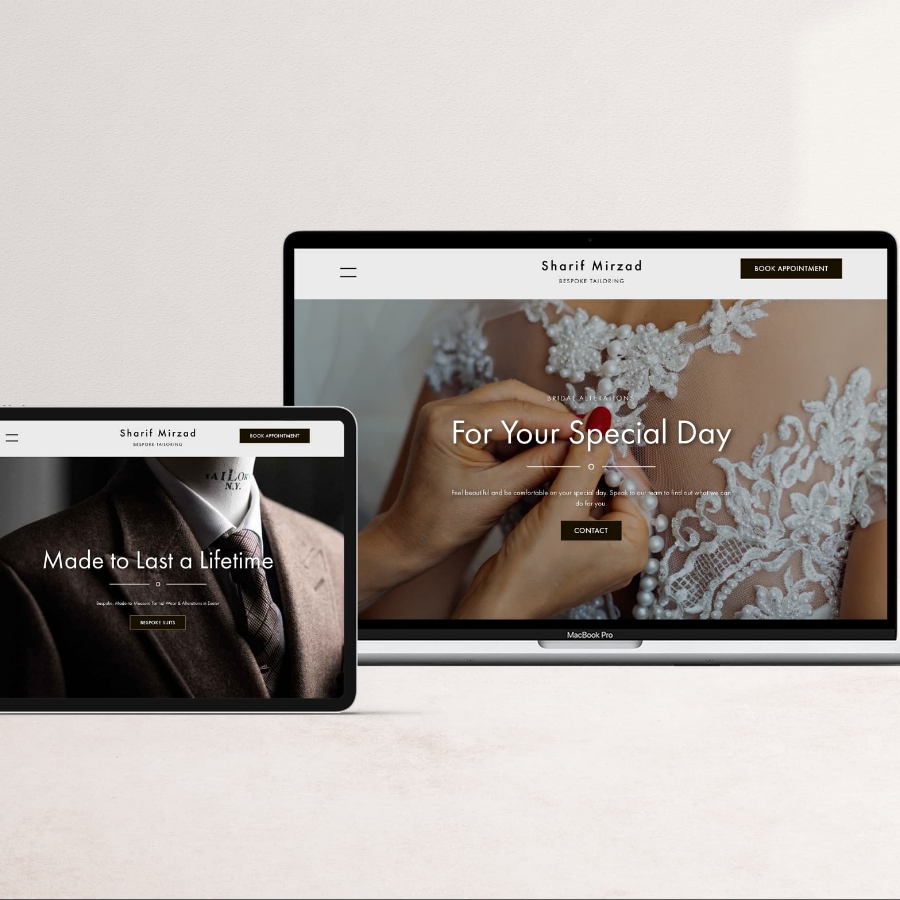 Sharif Mirzad
BESPOKE TAILORING
BOOK APPOINTMENT
BRIDAL ALTERATIONS
For Your Special Day
Feel beautiful and be comfortable on your special day. Speak to our team to find out what we can
do for you.
CONTACT
MacBook Pro
Sharif Mirzad
BESPOKE TAILORING
BOOK APPOINTMENT
TAILOR
N.Y.
Made to Last a Lifetime
Bespoke, Made to Measure Formal Wear & Alterations in Exeter
BESPOKE SUITS